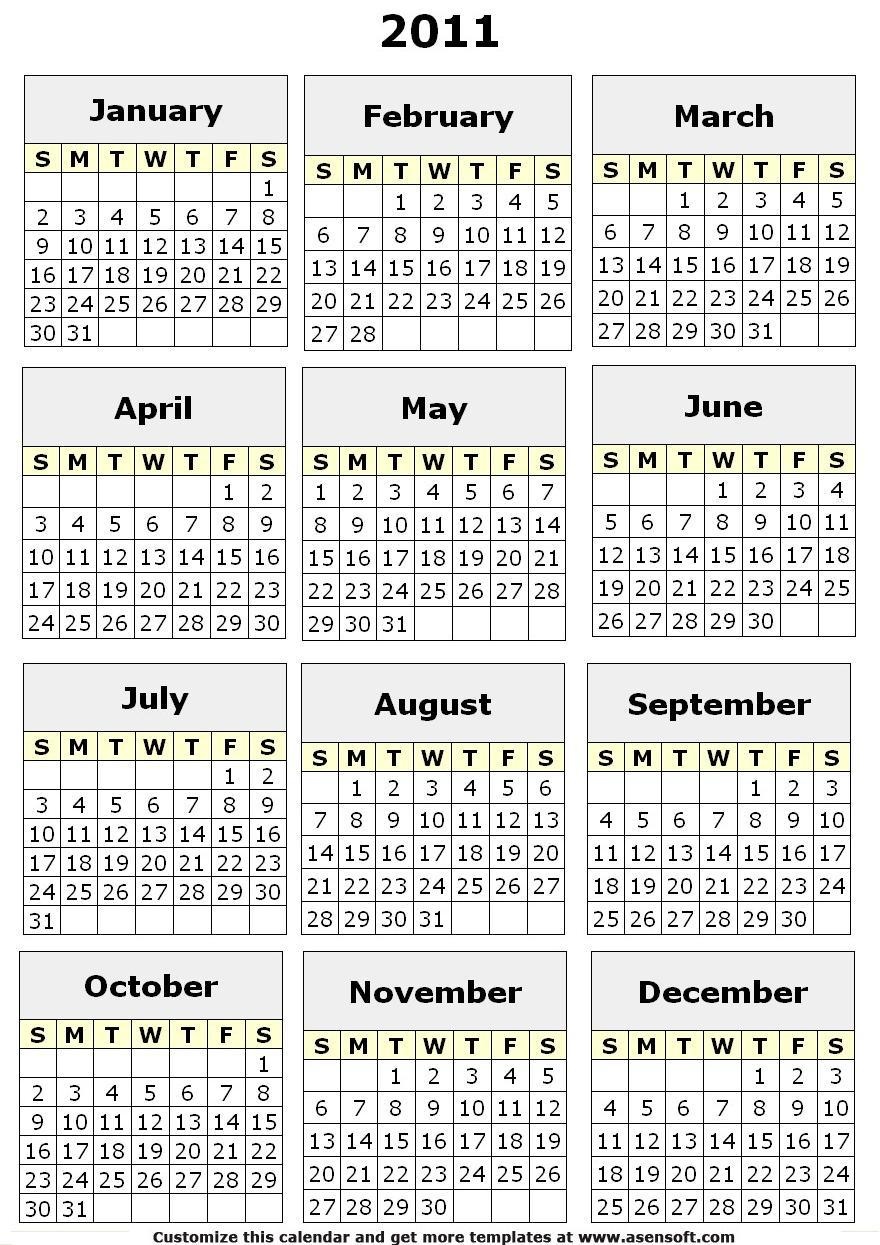 2011
January
S M T W T F S
1
2 3 4 5 6 7 8
9 10 11 12 13 14 15
16 17 18 19 20 21 22
23 24 25 26 27 28 29
30 31
February
S M T W T F S
1 2 3 4 5
6 7 8 9 10 11 12
13 14 15 16 17 18 19
20 21 22 23 24 25 26
27 28
March
S M T W T F S
1 2 3 4 5
6 7 8 9 10 11 12
13 14 15 16 17 18 19
20 21 22 23 24 25 26
27 28 29 30 31
April
S M T W T F S
1 2
3 4 5 6 7 8 9
10 11 12 13 14 15 16
17 18 19 20 21 22 23
24 25 26 27 28 29 30
May
S M T W T F S
1 2 3 4 5 6 7
8 9 10 11 12 13 14
15 16 17 18 19 20 21
22 23 24 25 26 27 28
29 30 31
June
S M T W T F S
1 2 3 4
5 6 7 8 9 10 11
12 13 14 15 16 17 18
19 20 21 22 23 24 25
26 27 28 29 30
July
S M T W T F S
1 2
3 4 5 6 7 8 9
10 11 12 13 14 15 16
17 18 19 20 21 22 23
24 25 26 27 28 29 30
31
August
S M T W T F S
1 2 3 4 5 6
7 8 9 10 11 12 13
14 15 16 17 18 19 20
21 22 23 24 25 26 27
28 29 30 31
September
S M T W T F S
1 2 3
4 5 6 7 8 9 10
11 12 13 14 15 16 17
18 19 20 21 22 23 24
25 26 27 28 29 30
October
S M T W T F S
1
2 3 4 5 6 7 8
9 10 11 12 13 14 15
16 17 18 19 20 21 22
23 24 25 26 27 28 29
30 31
November
S M T W T F S
1 2 3 4 5
6 7 8 9 10 11 12
13 14 15 16 17 18 19
20 21 22 23 24 25 26
27 28 29 30
December
S M T W T F S
1 2 3
4 5 6 7 8 9 10
11 12 13 14 15 16 17
18 19 20 21 22 23 24
25 26 27 28 29 30 31
Customize this calendar and get more templates at www.asensoft.com